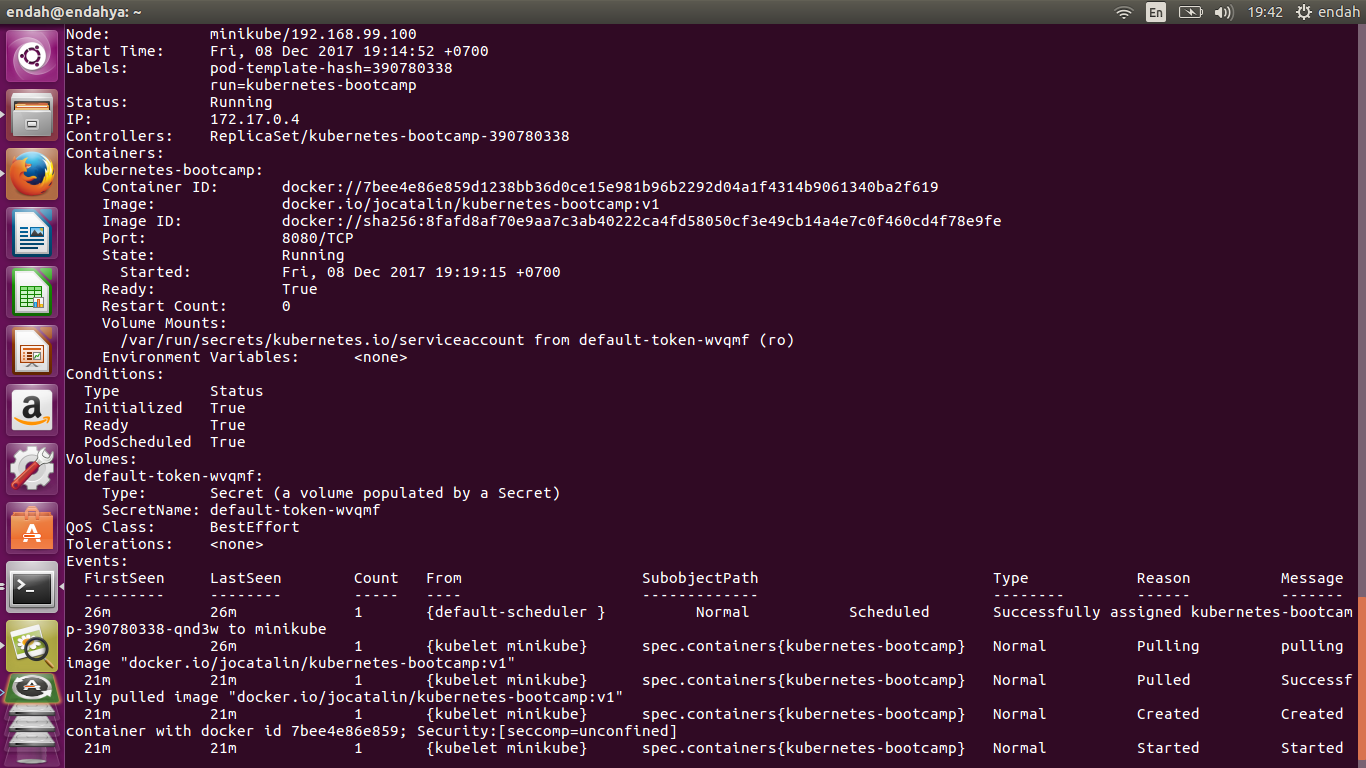 endah@endahya: ~
En
19:42
endah
Node: minikube/192.168.99.100
Start Time: Fri, 08 Dec 2017 19:14:52 +0700
Labels: pod-template-hash=390780338
run=kubernetes-bootcamp
Status: Running
IP: 172.17.0.4
Controllers: ReplicaSet/kubernetes-bootcamp-390780338
Containers:
kubernetes-bootcamp:
Container ID: docker://7bee4e86e859d1238bb36d0ce15e981b96b2292d04a1f4314b9061340ba2f619
Image: docker.io/jocatalin/kubernetes-bootcamp:v1
Image ID: docker://sha256:8fafd8af70e9aa7c3ab40222ca4fd58050cf3e49cb14a4e7c0f460cd4f78e9fe
Port: 8080/TCP
State: Running
Started: Fri, 08 Dec 2017 19:19:15 +0700
Ready: True
Restart Count: 0
Volume Mounts:
/var/run/secrets/kubernetes.io/serviceaccount from default-token-wvqmf (ro)
Environment Variables: <none>
Conditions:
Type Status
Initialized True
Ready True
PodScheduled True
Volumes:
default-token-wvqmf:
Type: Secret (a volume populated by a Secret)
SecretName: default-token-wvqmf
QoS Class: BestEffort
Tolerations: <none>
Events:
FirstSeen LastSeen Count From SubobjectPath Type Reason Message
--------- -------- ----- ---- ------------- -------- ------ -------
26m 26m 1 {default-scheduler } Normal Scheduled Successfully assigned kubernetes-bootcam
p-390780338-qnd3w to minikube
26m 26m 1 {kubelet minikube} spec.containers{kubernetes-bootcamp} Normal Pulling pulling
image "docker.io/jocatalin/kubernetes-bootcamp:v1"
21m 21m 1 {kubelet minikube} spec.containers{kubernetes-bootcamp} Normal Pulled Successf
ully pulled image "docker.io/jocatalin/kubernetes-bootcamp:v1"
21m 21m 1 {kubelet minikube} spec.containers{kubernetes-bootcamp} Normal Created Created
container with docker id 7bee4e86e859; Security:[seccomp=unconfined]
21m 21m 1 {kubelet minikube} spec.containers{kubernetes-bootcamp} Normal Started Started